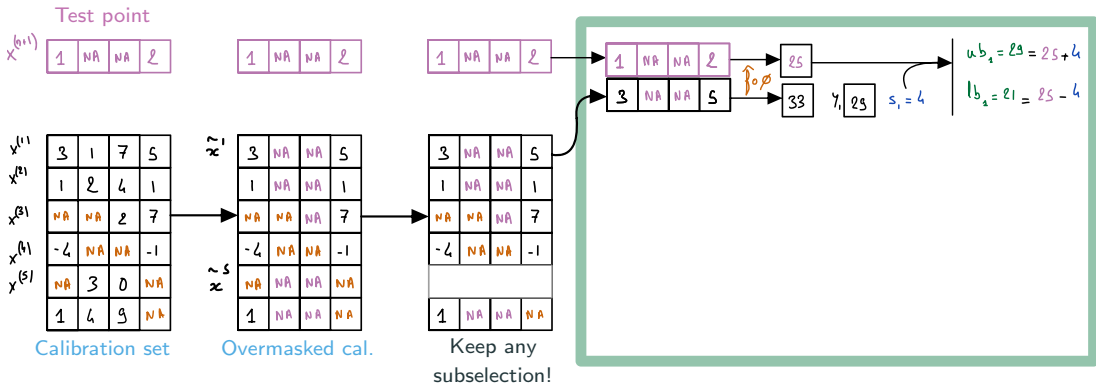 Test point
x^(n+1) 1 NA NA 2
1 NA NA 2
1 NA NA 2
1 NA NA 2
25
f̂∘φ
3 NA NA 5
33
y₁ 29
s₁ = 4
ub₁ = 29 = 25 + 4
lb₁ = 21 = 25 - 4
x^(1) 3 1 7 5
x^(2) 1 2 4 1
x^(3) NA NA 2 7
x^(4) -4 NA NA -1
x^(5) NA 3 0 NA
1 4 9 NA
Calibration set
x̃^1 3 NA NA 5
1 NA NA 1
NA NA NA 7
-4 NA NA -1
x̃^5 NA NA NA NA
1 NA NA NA
Overmasked cal.
3 NA NA 5
1 NA NA 1
NA NA NA 7
-4 NA NA -1
1 NA NA NA
Keep any
subselection!